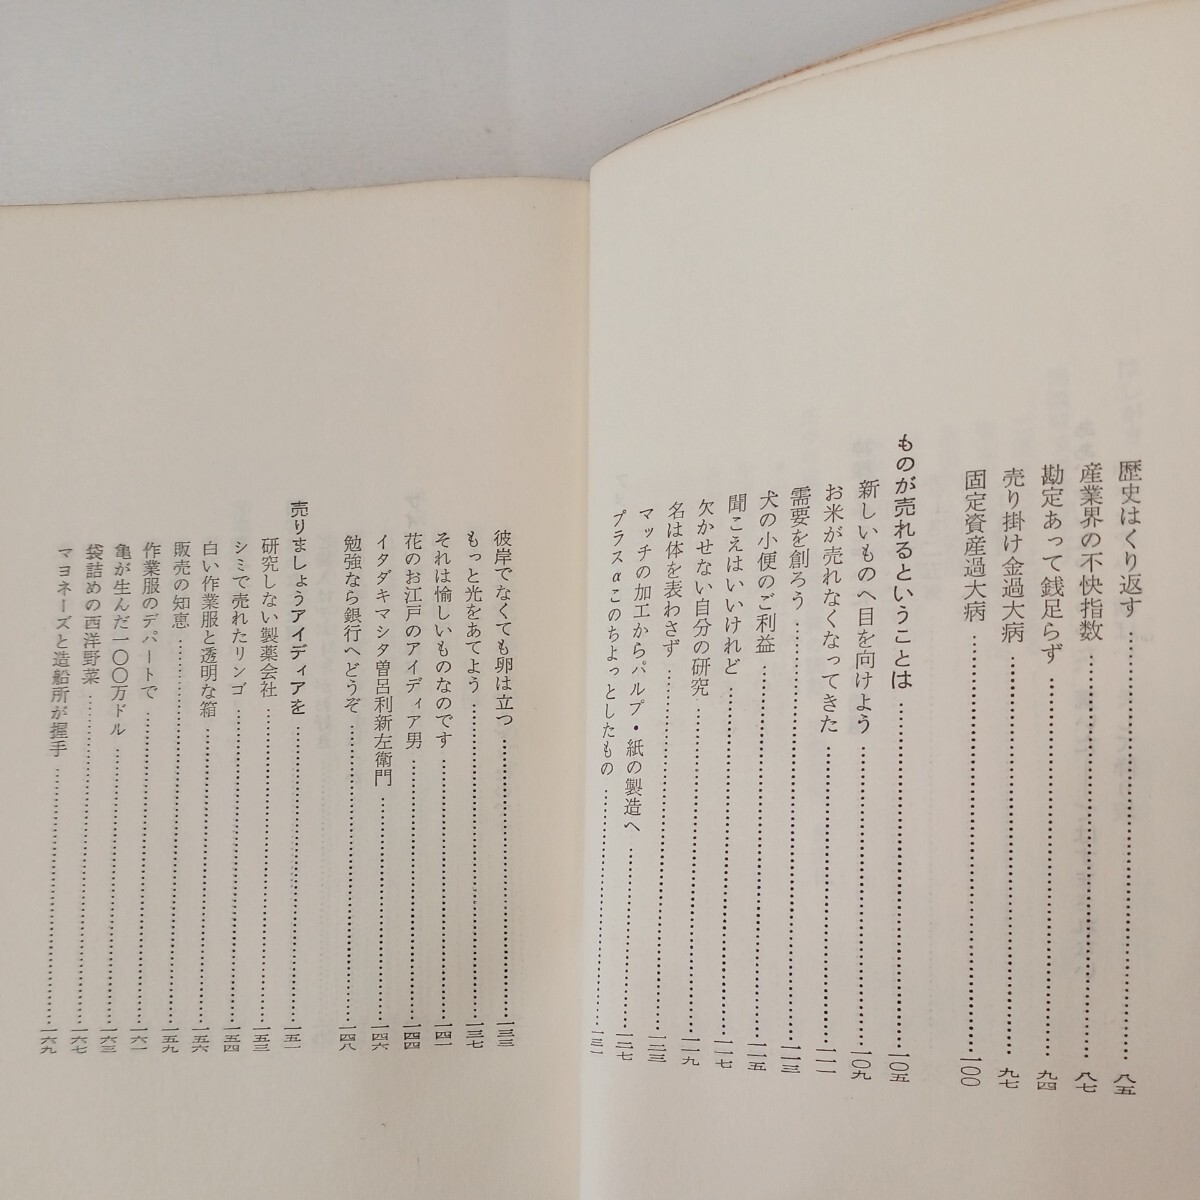 歴史はくり返す……………………八五
産業界の不快指数……………………八七
勘定あって銭足らず……………………九四
売り掛け金過大病……………………九七
固定資産過大病……………………一〇〇
ものが売れるということは……………………一〇五
新しいものへ目を向けよう……………………一〇九
お米が売れなくなってきた……………………一一一
需要を創ろう……………………一一三
犬の小便のご利益……………………一一五
聞こえはいいけれど……………………一一七
欠かせない自分の研究……………………一一九
名は体を表わさず……………………一二三
マッチの加工からパルプ・紙の製造へ……………………一二七
プラスαこのちょっとしたもの……………………一三一
彼岸でなくても卵は立つ……………………一三三
もっと光をあてよう……………………一三七
それは愉しいものなのです……………………一四一
花のお江戸のアイディア男……………………一四四
イタダキマシタ曽呂利新左衛門……………………一四六
勉強なら銀行へどうぞ……………………一四八
売りましょうアイディアを……………………一五一
研究しない製薬会社……………………一五三
シミで売れたリンゴ……………………一五四
白い作業服と透明な箱……………………一五六
販売の知恵……………………一五九
作業服のデパートで……………………一六一
亀が生んだ一〇〇万ドル……………………一六三
袋詰めの西洋野菜……………………一六七
マヨネーズと造船所が握手……………………一六九